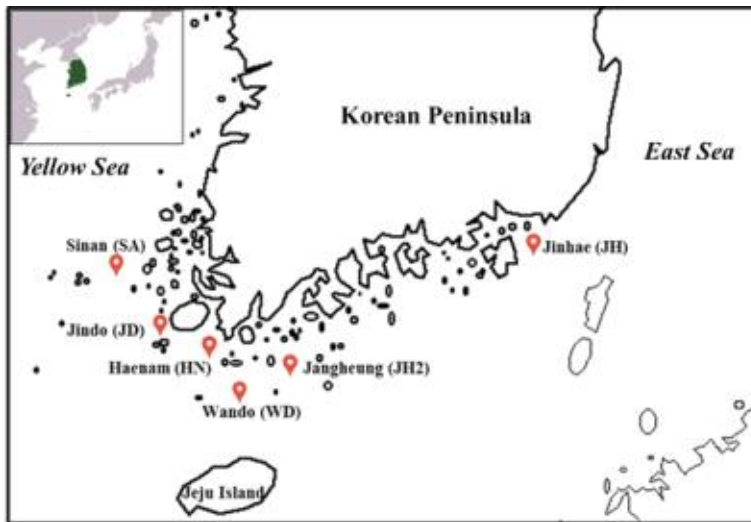 Korean Peninsula
Yellow Sea
East Sea
Sinan (SA)
Jinhae (JH)
Jindo (JD)
Haenam (HN)
Jangheung (JH2)
Wando (WD)
Jeju Island